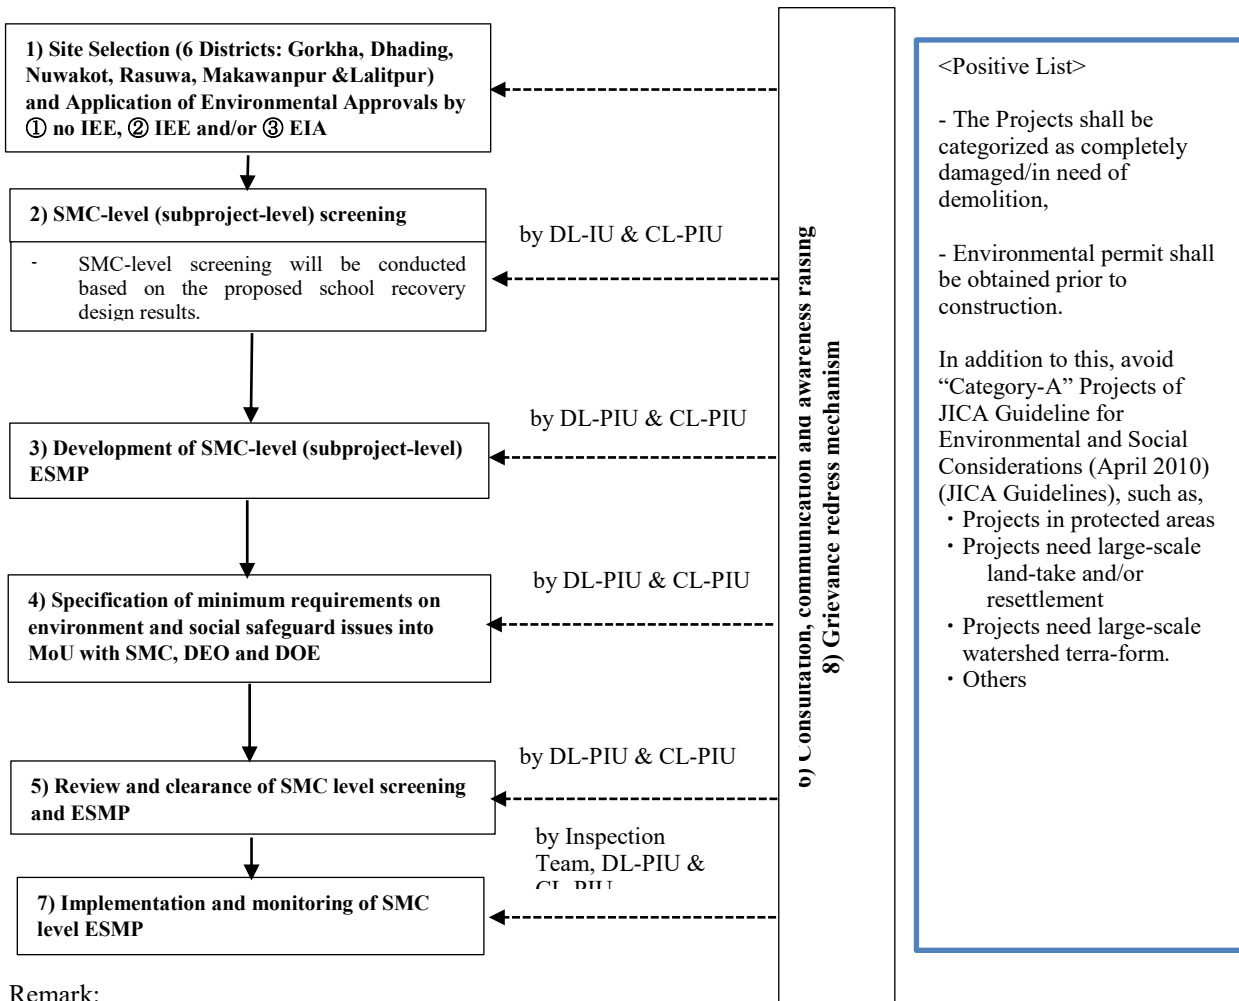 1) Site Selection (6 Districts: Gorkha, Dhading,
Nuwakot, Rasuwa, Makawanpur &Lalitpur)
and Application of Environmental Approvals by
① no IEE, ② IEE and/or ③ EIA
2) SMC-level (subproject-level) screening
- SMC-level screening will be conducted
based on the proposed school recovery
design results.
by DL-IU & CL-PIU
3) Development of SMC-level (subproject-level)
ESMP
by DL-PIU & CL-PIU
4) Specification of minimum requirements on
environment and social safeguard issues into
MoU with SMC, DEO and DOE
by DL-PIU & CL-PIU
5) Review and clearance of SMC level screening
and ESMP
by DL-PIU & CL-PIU
7) Implementation and monitoring of SMC
level ESMP
by Inspection
Team, DL-PIU &
CL-PIU
6) Consultation, communication and awareness raising
8) Grievance redress mechanism
<Positive List>
- The Projects shall be
categorized as completely
damaged/in need of
demolition,
- Environmental permit shall
be obtained prior to
construction.
In addition to this, avoid
“Category-A” Projects of
JICA Guideline for
Environmental and Social
Considerations (April 2010)
(JICA Guidelines), such as,
・Projects in protected areas
・Projects need large-scale
land-take and/or
resettlement
・Projects need large-scale
watershed terra-form.
・Others
Remark: